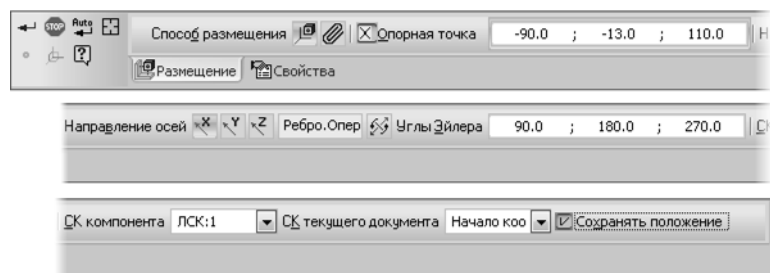 Auto STOP
Способ размещения Опорная точка -90.0 ; -13.0 ; 110.0 Н
Размещение Свойства
Направление осей X Y Z Ребро.Опер Углы Эйлера 90.0 ; 180.0 ; 270.0
СК компонента ЛСК:1 СК текущего документа Начало коо Сохранять положение